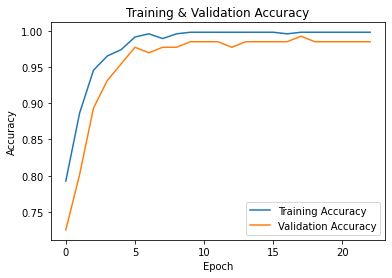 Training & Validation Accuracy
Accuracy
1.00
0.95
0.90
0.85
0.80
0.75
0 5 10 15 20
Epoch
Training Accuracy
Validation Accuracy